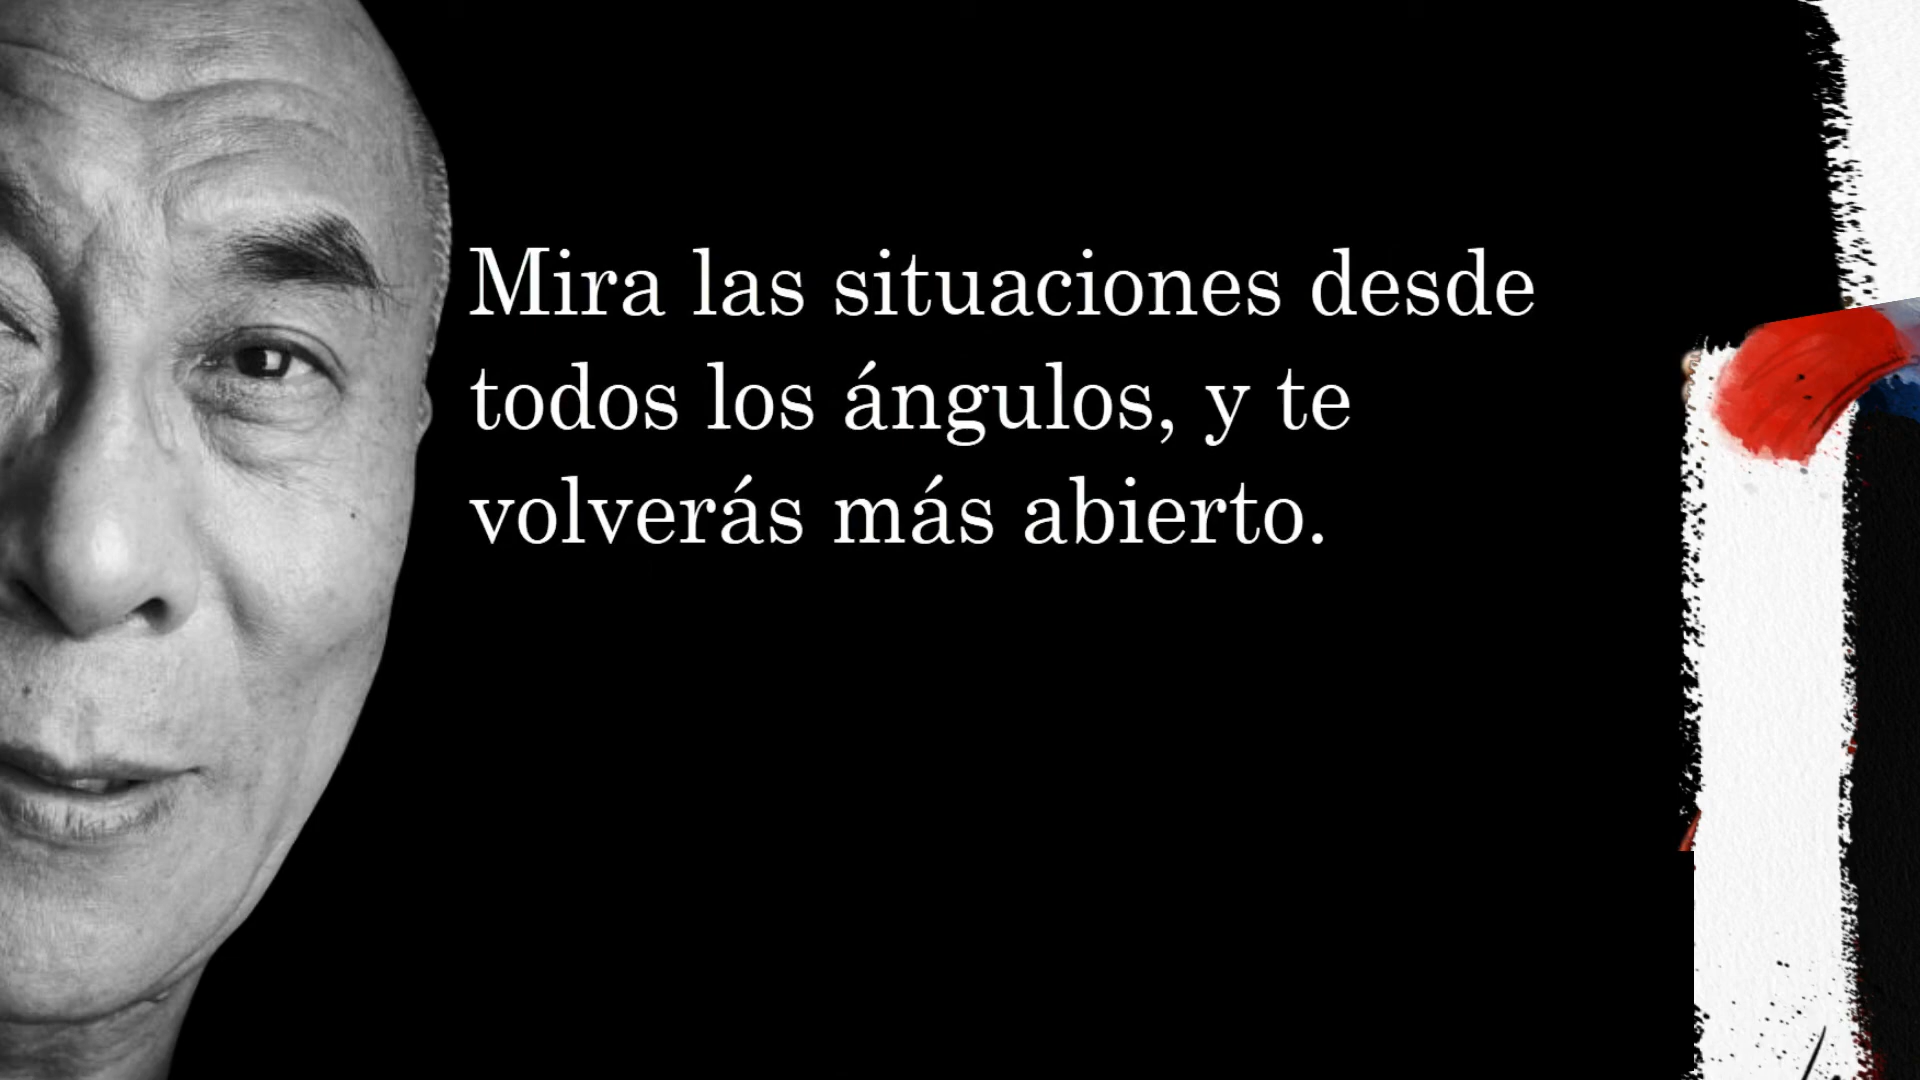 Mira las situaciones desde
todos los ángulos, y te
volverás más abierto.